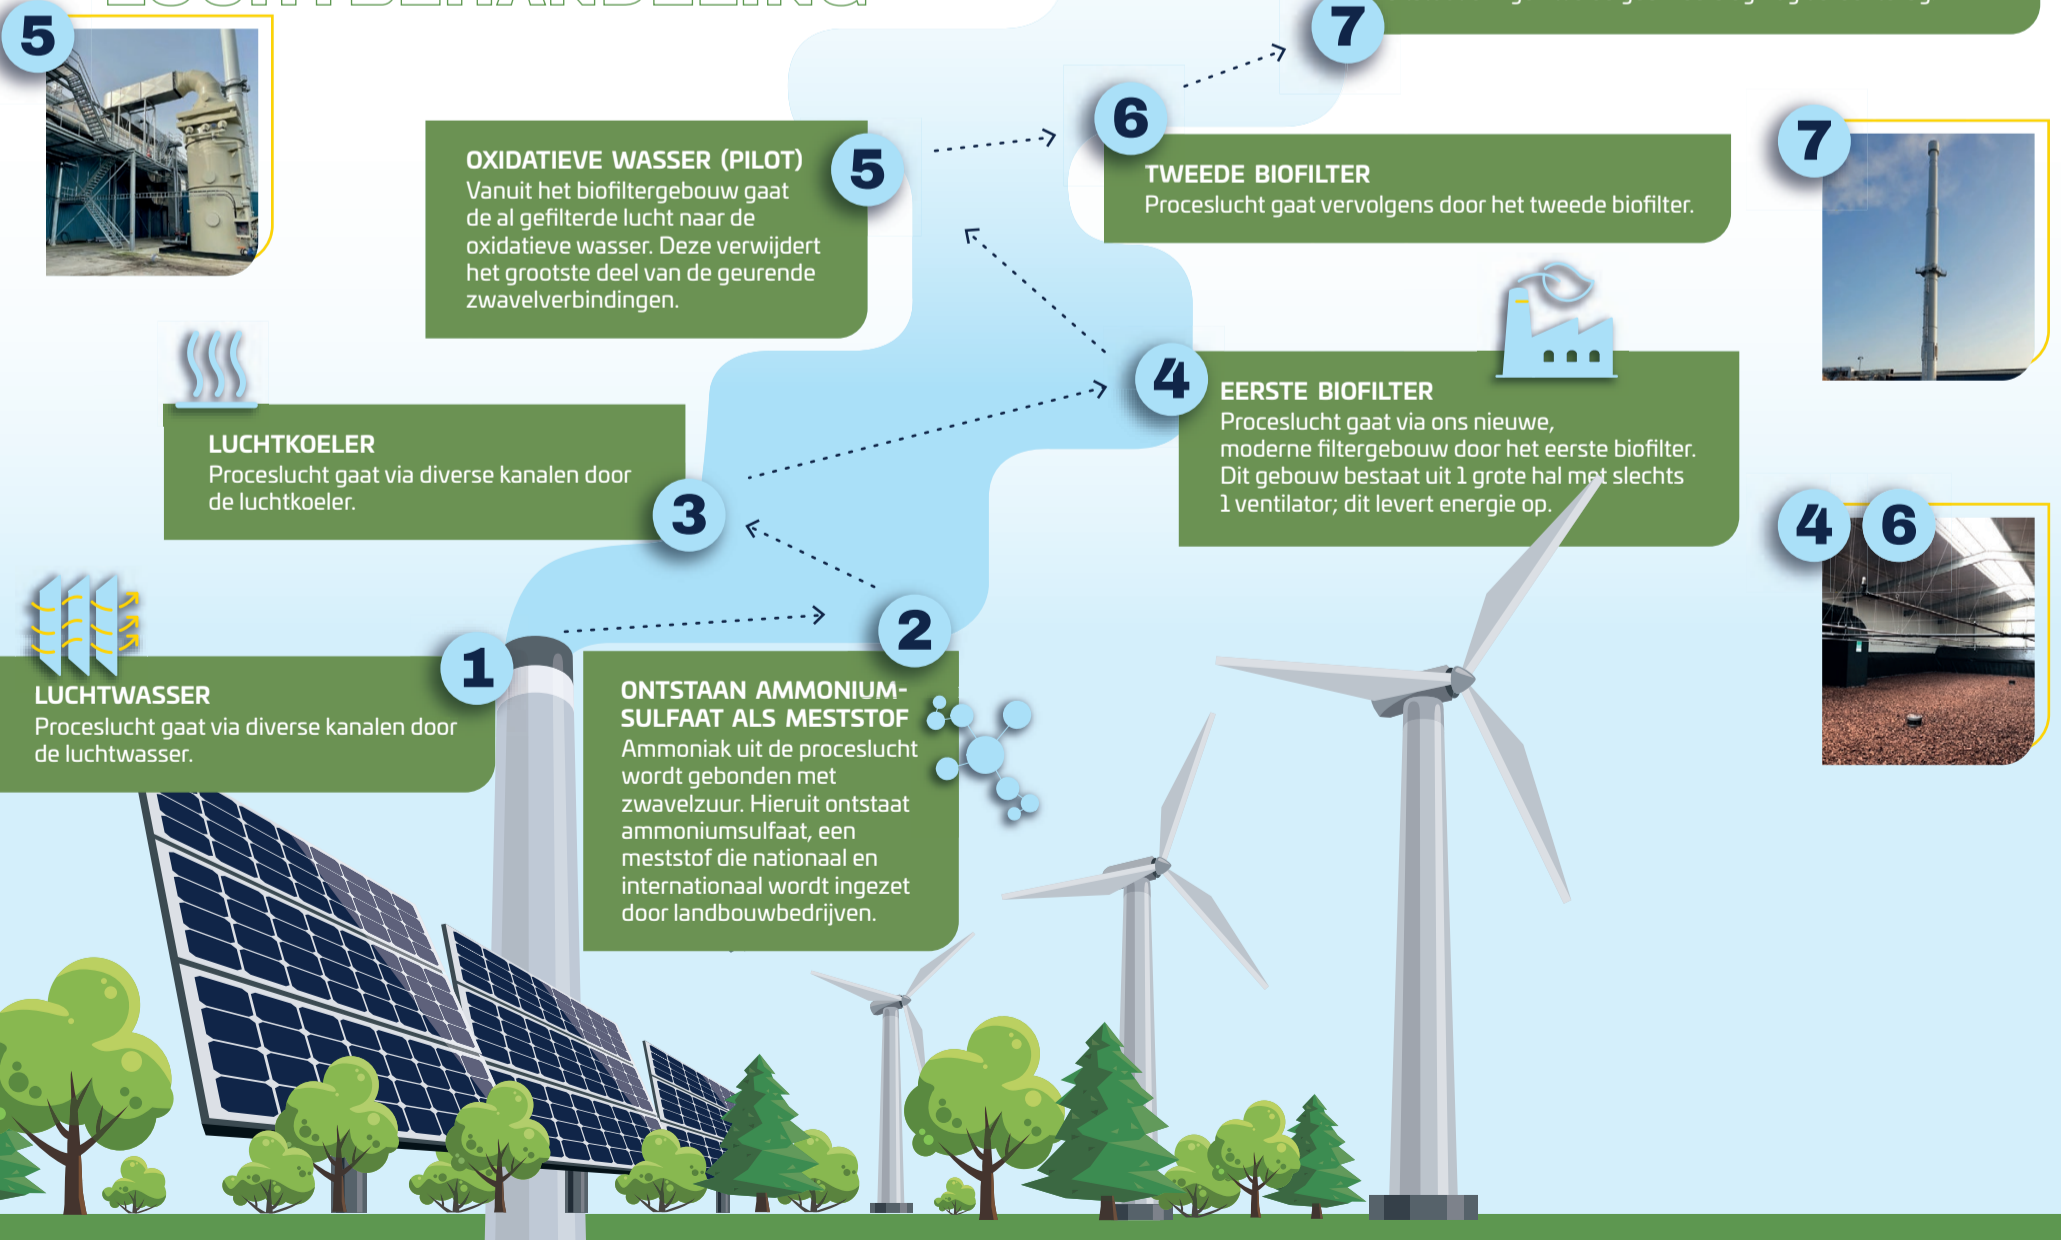 LUCHTBEHANDELING
5
7
6
7
OXIDATIEVE WASSER (PILOT)
Vanuit het biofiltergebouw gaat
de al gefilterde lucht naar de
oxidatieve wasser. Deze verwijdert
het grootste deel van de geurende
zwavelverbindingen.
5
TWEEDE BIOFILTER
Proceslucht gaat vervolgens door het tweede biofilter.
4
EERSTE BIOFILTER
Proceslucht gaat via ons nieuwe,
moderne filtergebouw door het eerste biofilter.
Dit gebouw bestaat uit 1 grote hal met slechts
1 ventilator; dit levert energie op.
LUCHTKOELER
Proceslucht gaat via diverse kanalen door
de luchtkoeler.
3
4 6
2
1
LUCHTWASSER
Proceslucht gaat via diverse kanalen door
de luchtwasser.
ONTSTAAN AMMONIUM-
SULFAAT ALS MESTSTOF
Ammoniak uit de proceslucht
wordt gebonden met
zwavelzuur. Hieruit ontstaat
ammoniumsulfaat, een
meststof die nationaal en
internationaal wordt ingezet
door landbouwbedrijven.